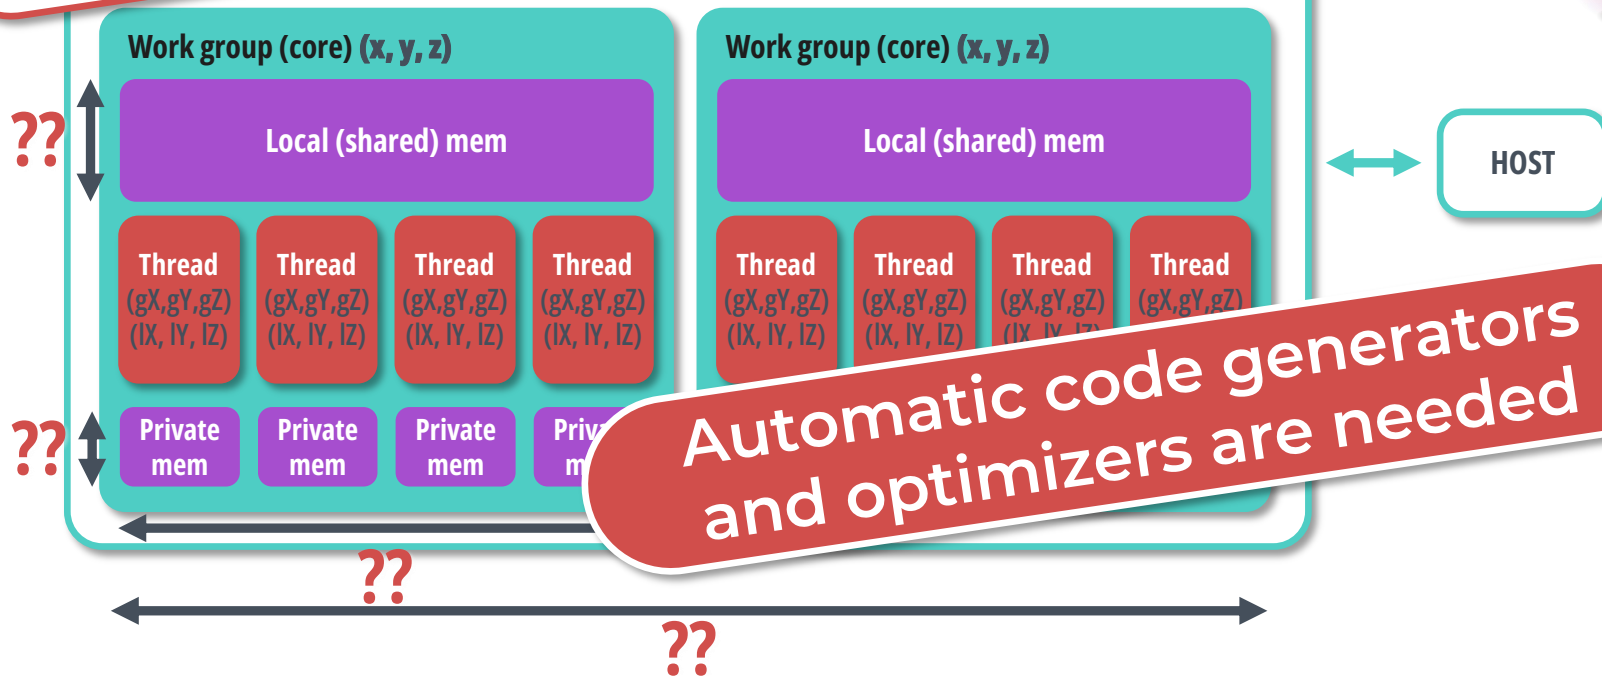 Work group (core) (x, y, z)
Work group (core) (x, y, z)
??
Local (shared) mem
Local (shared) mem
HOST
Thread
(gX,gY,gZ)
(lX, lY, lZ)
Thread
(gX,gY,gZ)
(lX, lY, lZ)
Thread
(gX,gY,gZ)
(lX, lY, lZ)
Thread
(gX,gY,gZ)
(lX, lY, lZ)
Thread
(gX,gY,gZ)
(lX, lY, lZ)
Thread
(gX,gY,gZ)
(lX, lY, lZ)
Thread
(gX,gY,gZ)
(lX, lY, lZ)
Thread
(gX,gY,gZ)
??
Private
mem
Private
mem
Private
mem
Automatic code generators
and optimizers are needed
??
??